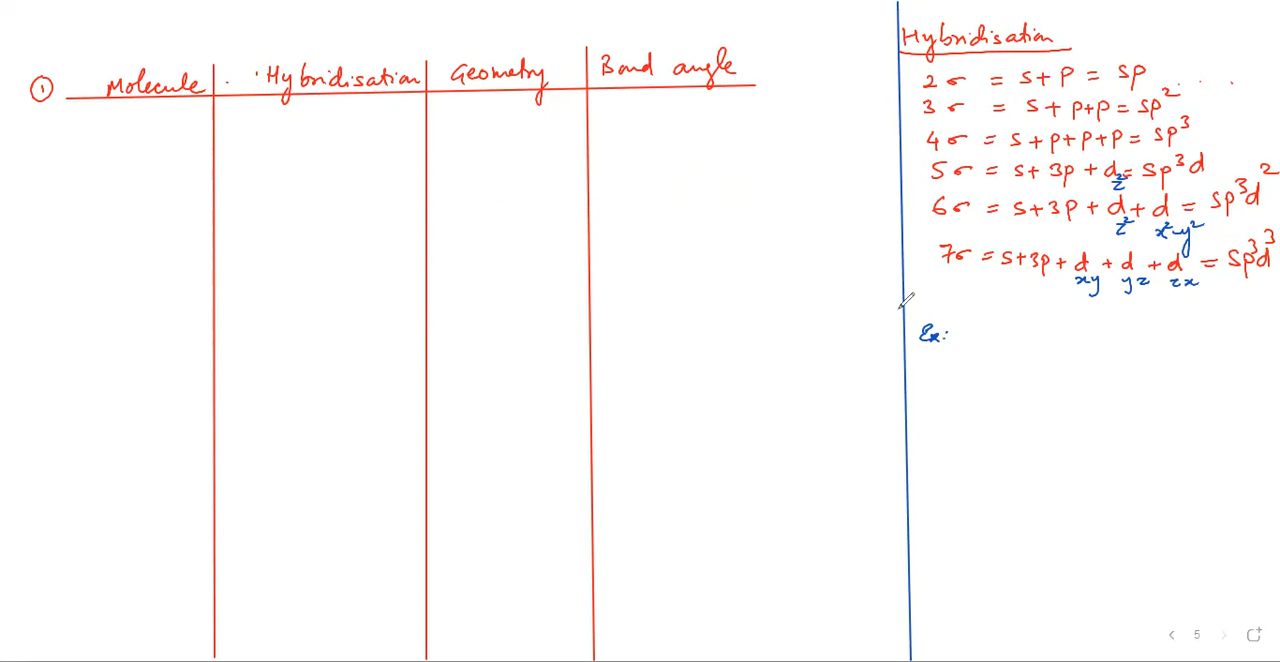 ① Molecule Hybridisation Geometry Bond angle
Hybridisation
2σ = s + p = sp
3σ = s + p+p = sp²
4σ = s + p + p + p = sp³
5σ = s + 3p + d = sp³d
z²
6σ = s + 3p + d + d = sp³d²
z² x²-y²
7σ = s + 3p + d + d + d = sp³d³
xy yz zx
Ex:
5